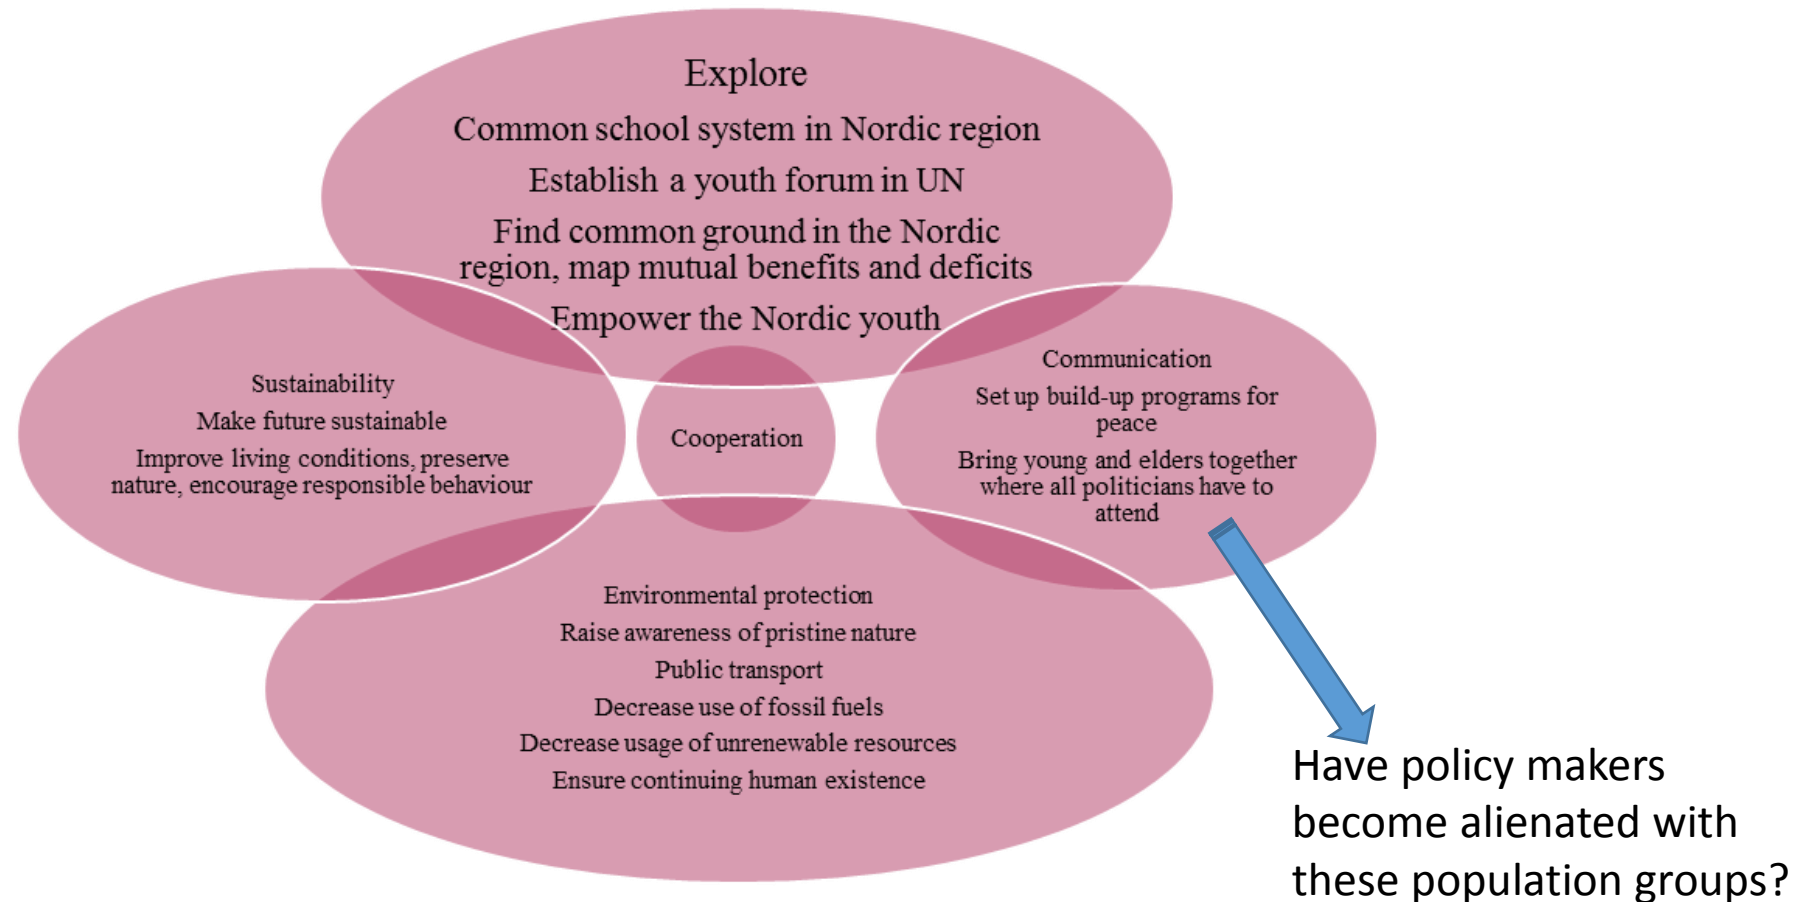 Explore
Common school system in Nordic region
Establish a youth forum in UN
Find common ground in the Nordic
region, map mutual benefits and deficits
Empower the Nordic youth
Sustainability
Make future sustainable
Improve living conditions, preserve
nature, encourage responsible behaviour
Cooperation
Communication
Set up build-up programs for
peace
Bring young and elders together
where all politicians have to
attend
Environmental protection
Raise awareness of pristine nature
Public transport
Decrease use of fossil fuels
Decrease usage of unrenewable resources
Ensure continuing human existence
Have policy makers
become alienated with
these population groups?